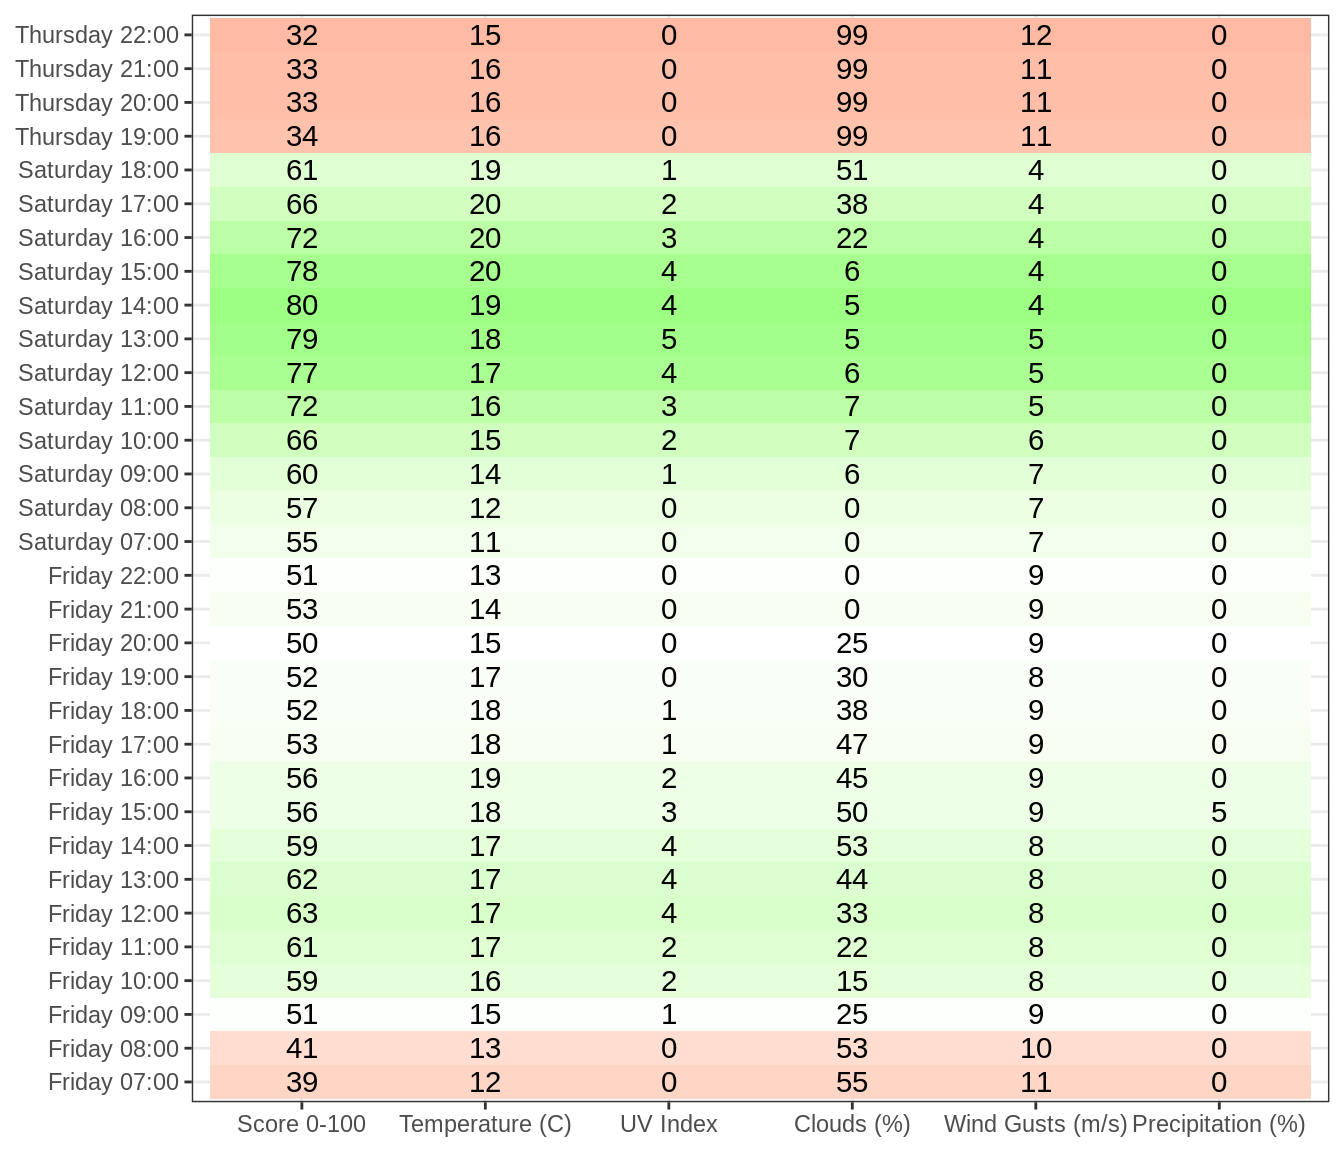 Thursday 22:00 32 15 0 99 12 0
Thursday 21:00 33 16 0 99 11 0
Thursday 20:00 33 16 0 99 11 0
Thursday 19:00 34 16 0 99 11 0
Saturday 18:00 61 19 1 51 4 0
Saturday 17:00 66 20 2 38 4 0
Saturday 16:00 72 20 3 22 4 0
Saturday 15:00 78 20 4 6 4 0
Saturday 14:00 80 19 4 5 4 0
Saturday 13:00 79 18 5 5 5 0
Saturday 12:00 77 17 4 6 5 0
Saturday 11:00 72 16 3 7 5 0
Saturday 10:00 66 15 2 7 6 0
Saturday 09:00 60 14 1 6 7 0
Saturday 08:00 57 12 0 0 7 0
Saturday 07:00 55 11 0 0 7 0
Friday 22:00 51 13 0 0 9 0
Friday 21:00 53 14 0 0 9 0
Friday 20:00 50 15 0 25 9 0
Friday 19:00 52 17 0 30 8 0
Friday 18:00 52 18 1 38 9 0
Friday 17:00 53 18 1 47 9 0
Friday 16:00 56 19 2 45 9 0
Friday 15:00 56 18 3 50 9 5
Friday 14:00 59 17 4 53 8 0
Friday 13:00 62 17 4 44 8 0
Friday 12:00 63 17 4 33 8 0
Friday 11:00 61 17 2 22 8 0
Friday 10:00 59 16 2 15 8 0
Friday 09:00 51 15 1 25 9 0
Friday 08:00 41 13 0 53 10 0
Friday 07:00 39 12 0 55 11 0
Score 0-100 Temperature (C) UV Index Clouds (%) Wind Gusts (m/s) Precipitation (%)